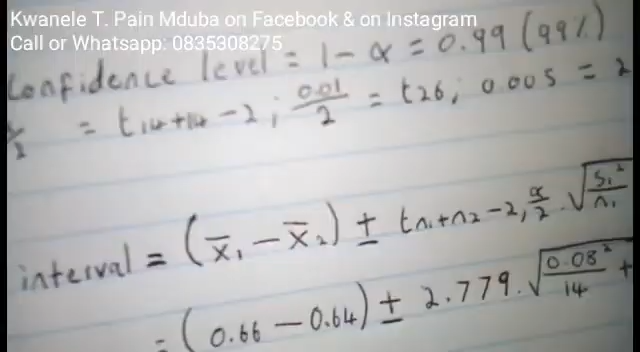 Kwanele T. Pain Mduba on Facebook & on Instagram
Call or Whatsapp: 0835308275
Confidence level = 1 - α = 0.99 (99%)
= t14+14-2; 0.01/2 = t26; 0.005 = 2
interval = (x̄1 - x̄2) ± tn1+n2-2, α/2 . √s1²/n1
= (0.66 - 0.64) ± 2.779 . √0.08²/14 +